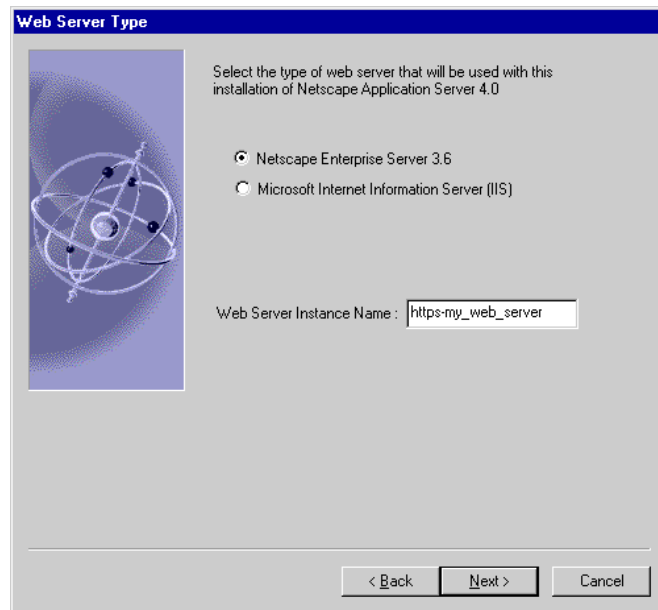 Web Server Type
Select the type of web server that will be used with this
installation of Netscape Application Server 4.0
Netscape Enterprise Server 3.6
Microsoft Internet Information Server (IIS)
Web Server Instance Name : https-my_web_server
< Back Next > Cancel